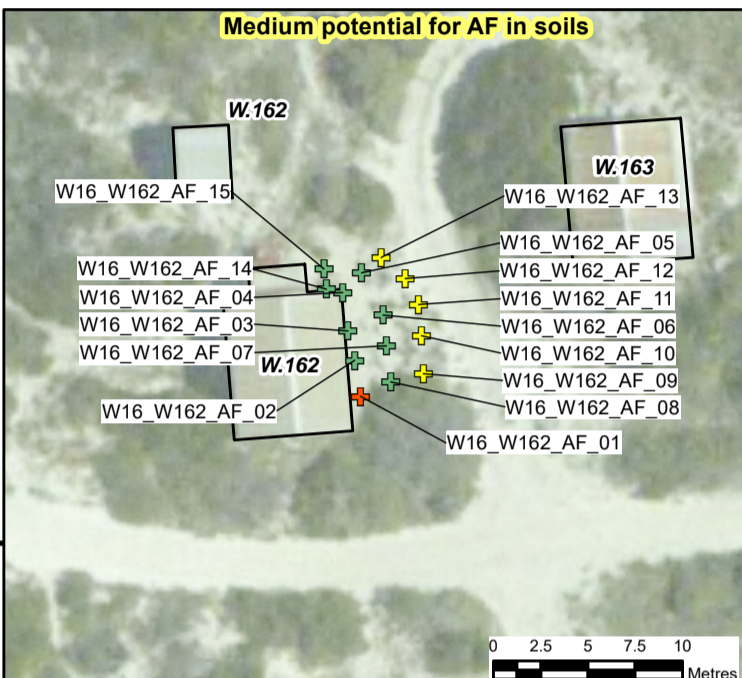 Medium potential for AF in soils
W.162
W.163
W16_W162_AF_15
W16_W162_AF_13
W16_W162_AF_05
W16_W162_AF_14
W16_W162_AF_12
W16_W162_AF_04
W16_W162_AF_11
W16_W162_AF_03
W16_W162_AF_06
W16_W162_AF_07
W16_W162_AF_10
W.162
W16_W162_AF_09
W16_W162_AF_02
W16_W162_AF_08
W16_W162_AF_01
0 2.5 5 7.5 10
Metres